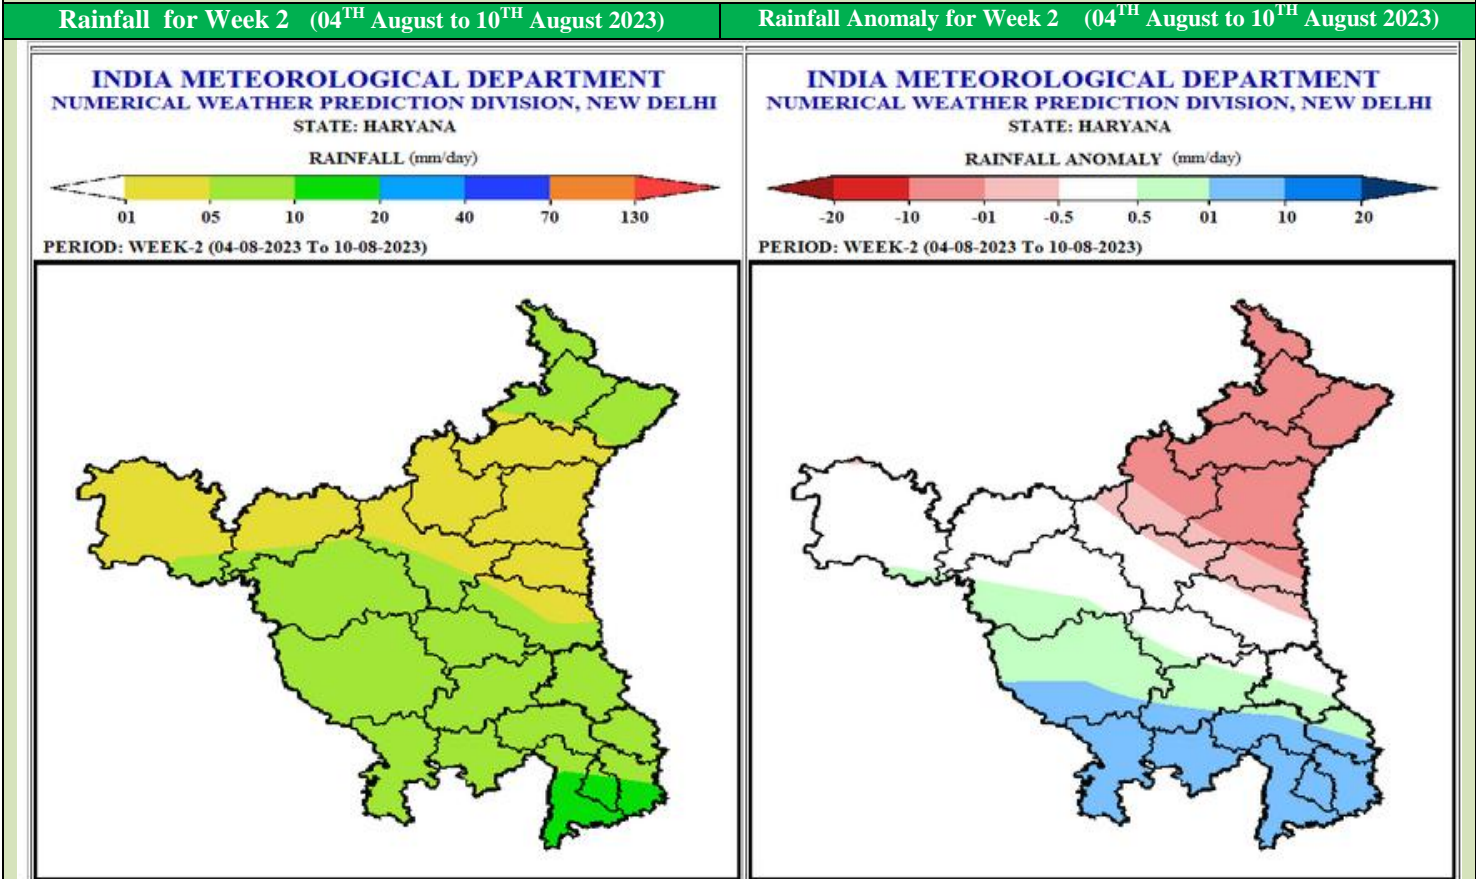 Rainfall for Week 2 (04TH August to 10TH August 2023)
Rainfall Anomaly for Week 2 (04TH August to 10TH August 2023)
INDIA METEOROLOGICAL DEPARTMENT
NUMERICAL WEATHER PREDICTION DIVISION, NEW DELHI
STATE: HARYANA
RAINFALL (mm/day)
01 05 10 20 40 70 130
PERIOD: WEEK-2 (04-08-2023 To 10-08-2023)
INDIA METEOROLOGICAL DEPARTMENT
NUMERICAL WEATHER PREDICTION DIVISION, NEW DELHI
STATE: HARYANA
RAINFALL ANOMALY (mm/day)
-20 -10 -01 -0.5 0.5 01 10 20
PERIOD: WEEK-2 (04-08-2023 To 10-08-2023)